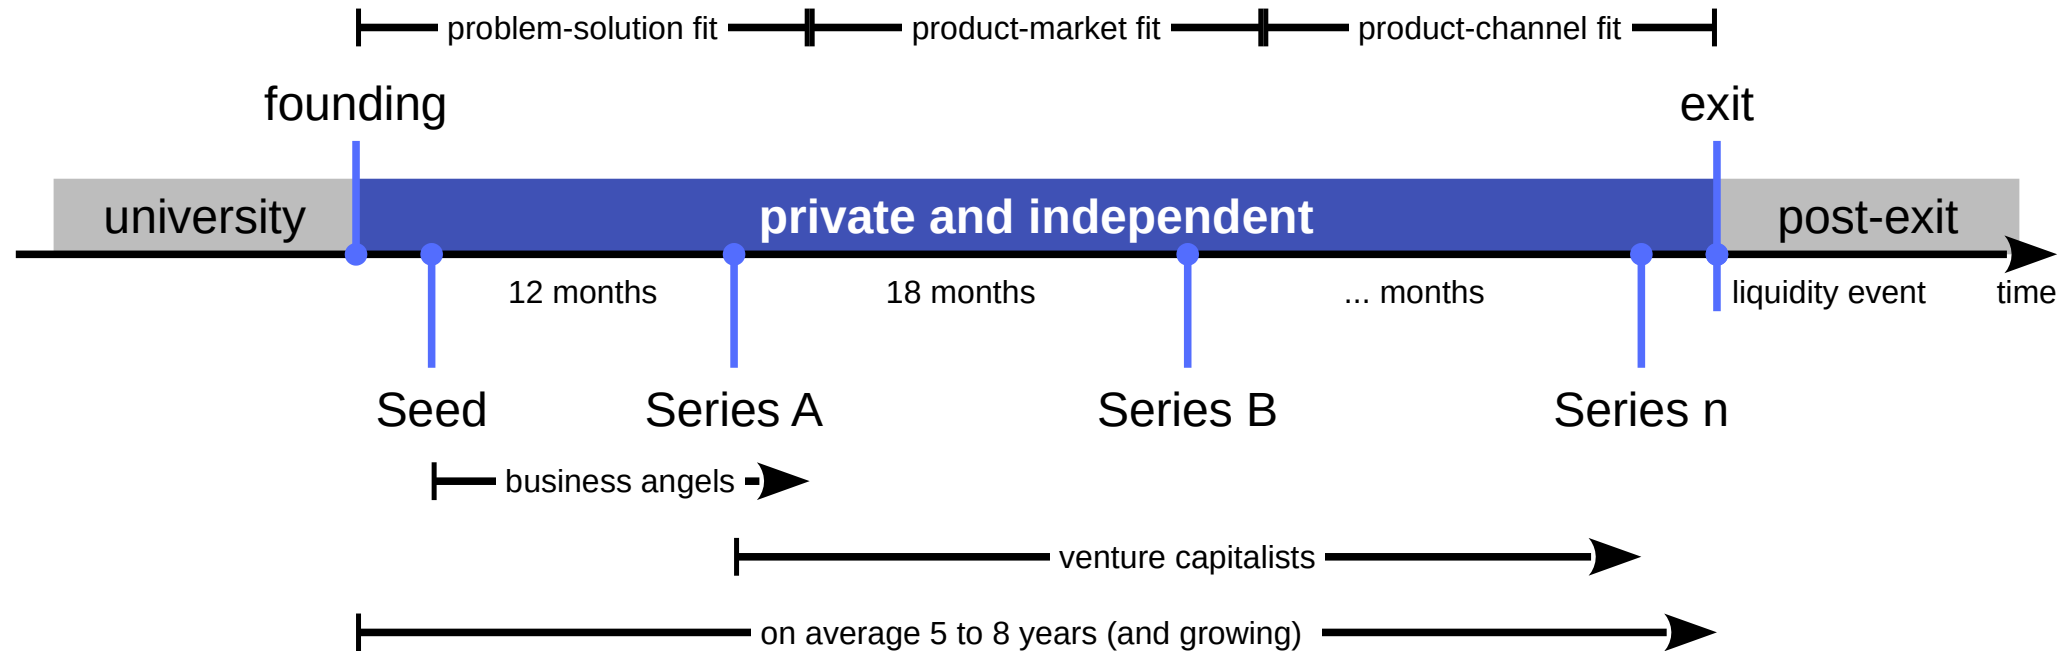 problem-solution fit product-market fit product-channel fit
founding exit
university private and independent post-exit
12 months 18 months ... months liquidity event time
Seed Series A Series B Series n
business angels
venture capitalists
on average 5 to 8 years (and growing)